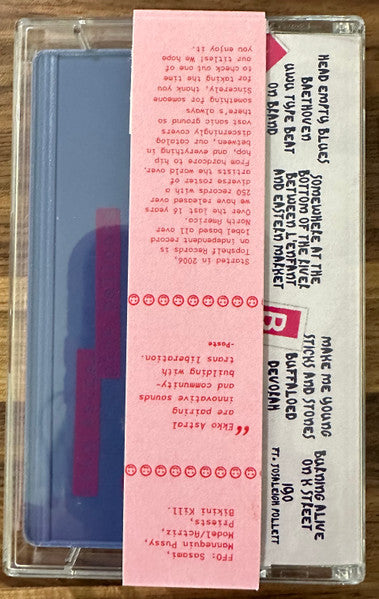 FFO: Sasami,
Mannequin Pussy,
Model/Actriz,
Priests,
Bikini Kill.
"Ekko Astral
are pairing
innovative sounds
and community-
building with
trans liberation.
-Paste
Started in 2006,
Topshelf Records is
an independent record
label based all over
North America.
Over the last 16 years
we have released over
250 records with a
diverse roster of
artists the world over.
From hardcore to hip
hop, and everything in
between, our catalog
discerningly covers
vast sonic ground so
there's always
something for someone.
Sincerely, thank you
for taking the time
to check out one of
our titles! We hope
you enjoy it.
HEAD EMPTY BLUES
BAETHOVEN
UWU TYPE BEAT
ON BRAND
SOMEWHERE AT THE
BOTTOM OF THE RIVER
BETWEEN L'ENFANT
AND EASTERN MARKET
B
MAKE ME YOUNG
STICKS AND STONES
BUFFALOED
DEVORAH
BURNING ALIVE
ON K STREET
190
FT. JOSALEIGH POLLETT